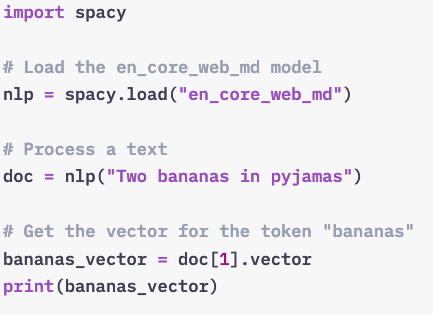 import spacy
# Load the en_core_web_md model
nlp = spacy.load("en_core_web_md")
# Process a text
doc = nlp("Two bananas in pyjamas")
# Get the vector for the token "bananas"
bananas_vector = doc[1].vector
print(bananas_vector)